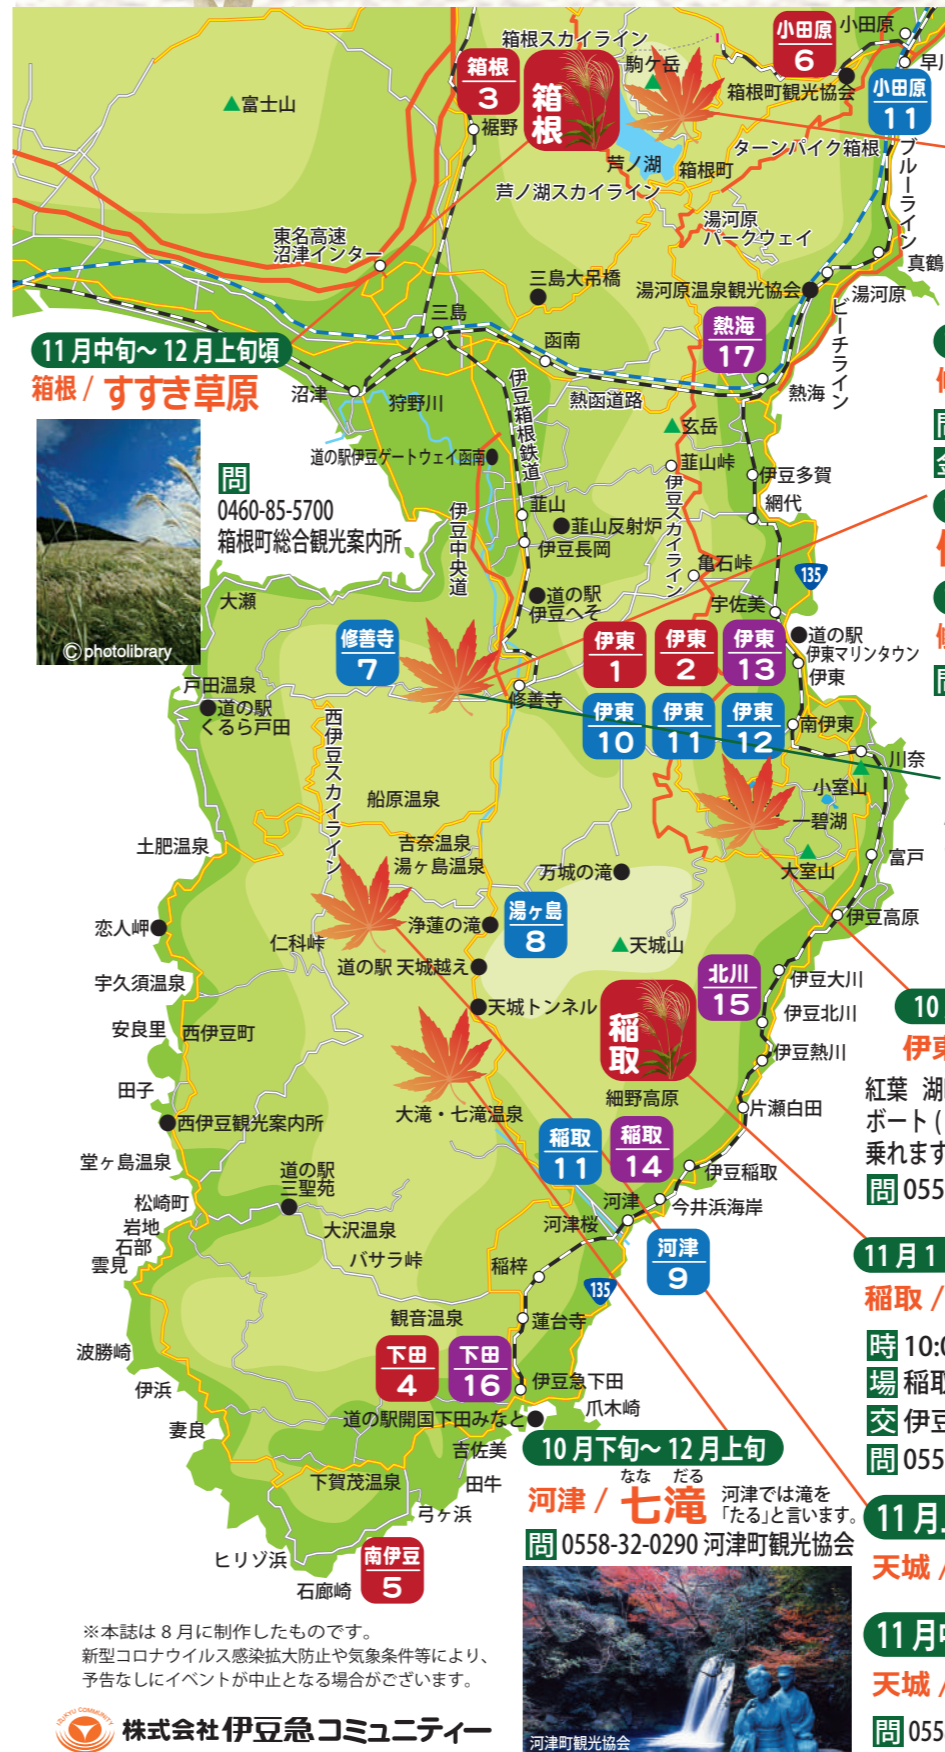 箱根スカイライン
小田原
6
小田原
早川
箱根
3
箱根
駒ケ岳
箱根町観光協会
小田原
11
富士山
裾野
ターンパイク箱根
芦ノ湖
箱根町
ブルーライン
芦ノ湖スカイライン
湯河原
パークウェイ
東名高速
沼津インター
真鶴
三島大吊橋
湯河原温泉観光協会
湯河原
ビーチライン
三島
熱海
17
函南
11月中旬～12月上旬頃
箱根 / すすき草原
沼津
狩野川
伊豆箱根鉄道
熱函道路
熱海
玄岳
道の駅伊豆ゲートウェイ函南
韮山峠
伊豆多賀
問
0460-85-5700
箱根町総合観光案内所
伊豆中央道
韮山
韮山反射炉
伊豆長岡
伊豆スカイライン
網代
亀石峠
135
大瀬
道の駅
伊豆へそ
宇佐美
© photolibrary
修善寺
7
伊東
1
伊東
2
伊東
13
道の駅
伊東マリンタウン
伊東
戸田温泉
道の駅
くるら戸田
修善寺
伊東
10
伊東
11
伊東
12
南伊東
西伊豆スカイライン
川奈
小室山
船原温泉
一碧湖
土肥温泉
吉奈温泉
湯ヶ島温泉
万城の滝
大室山
富戸
恋人岬
浄蓮の滝
湯ヶ島
8
伊豆高原
仁科峠
天城山
道の駅 天城越え
北川
15
宇久須温泉
伊豆大川
天城トンネル
稲取
伊豆北川
10
安良里
西伊豆町
伊豆熱川
伊東
田子
細野高原
紅葉 湖
ボート (
乗れます
大滝・七滝温泉
片瀬白田
西伊豆観光案内所
稲取
11
稲取
14
問 055
堂ヶ島温泉
道の駅
三聖苑
伊豆稲取
松崎町
河津
今井浜海岸
岩地
石部
雲見
大沢温泉
河津桜
バサラ峠
河津
9
11月1
稲梓
135
稲取 /
観音温泉
蓮台寺
時 10:0
波勝崎
下田
4
下田
16
伊豆急下田
場 稲取
伊浜
爪木崎
交 伊豆
妻良
道の駅開国下田みなと
問 055
吉佐美
10月下旬～12月上旬
下賀茂温泉
田牛
なな だる
河津 / 七滝
河津では滝を
「たる」と言います。
弓ヶ浜
11月
問 0558-32-0290 河津町観光協会
ヒリゾ浜
南伊豆
5
天城 /
石廊崎
※本誌は8月に制作したものです。
新型コロナウイルス感染拡大防止や気象条件等により、
予告なしにイベントが中止となる場合がございます。
11月中
天城 /
IZUKYU COMMUNITY
株式会社伊豆急コミュニティー
河津町観光協会
問 055